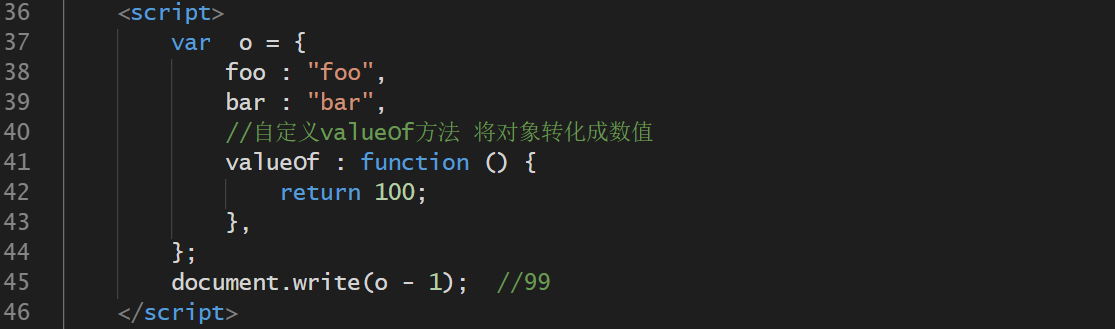 36 <script>
37 var  o = {
38 foo : "foo",
39 bar : "bar",
40 //自定义valueOf方法 将对象转化成数值
41 valueOf : function () {
42 return 100;
43 },
44 };
45 document.write(o - 1);  //99
46 </script>